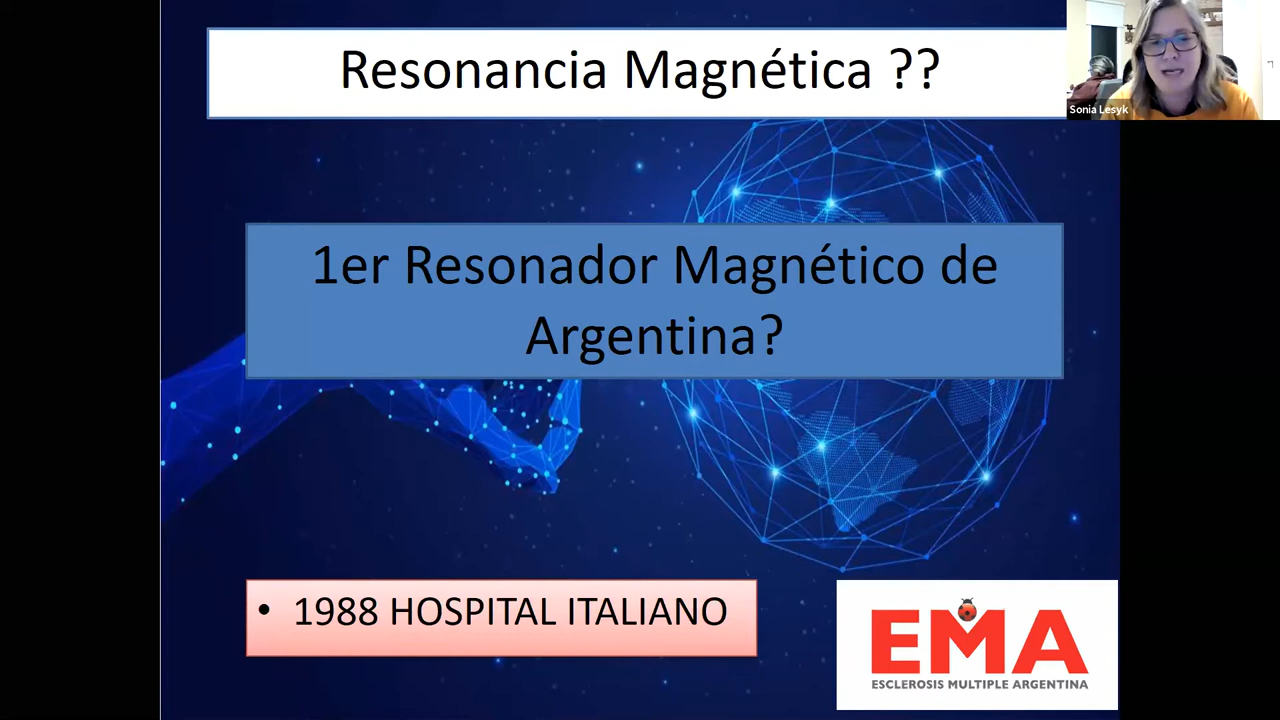 Resonancia Magnética ??
Sonia Lesyk
1er Resonador Magnético de
Argentina?
• 1988 HOSPITAL ITALIANO
EMA
ESCLEROSIS MULTIPLE ARGENTINA